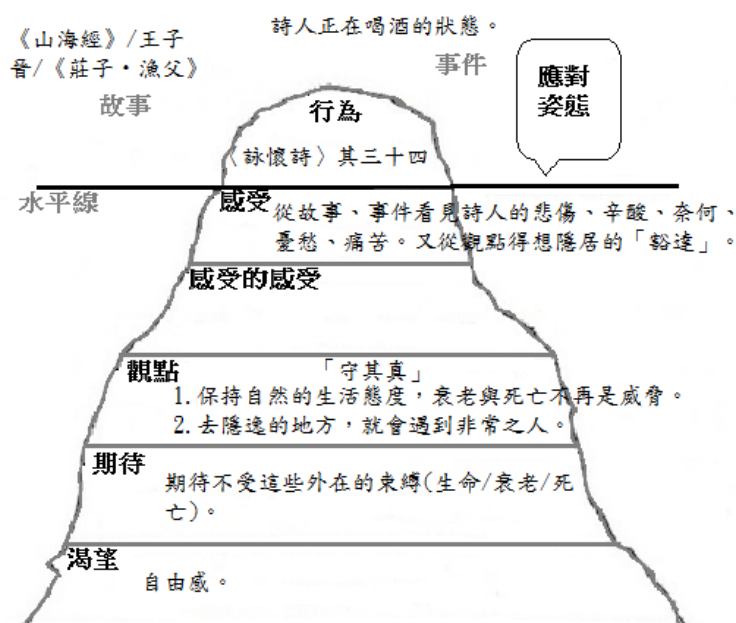 詩人正在喝酒的狀態。
《山海經》/王子
晉/《莊子‧漁父》
事件
故事
應對
姿態
行為
〈詠懷詩〉其三十四
水平線
感受
從故事、事件看見詩人的悲傷、辛酸、奈何、
憂愁、痛苦。又從觀點得想隱居的「豁達」。
感受的感受
觀點
「守其真」
1.保持自然的生活態度，衰老與死亡不再是威脅。
2.去隱逸的地方，就會遇到非常之人。
期待
期待不受這些外在的束縛(生命/衰老/死
亡)。
渴望
自由感。